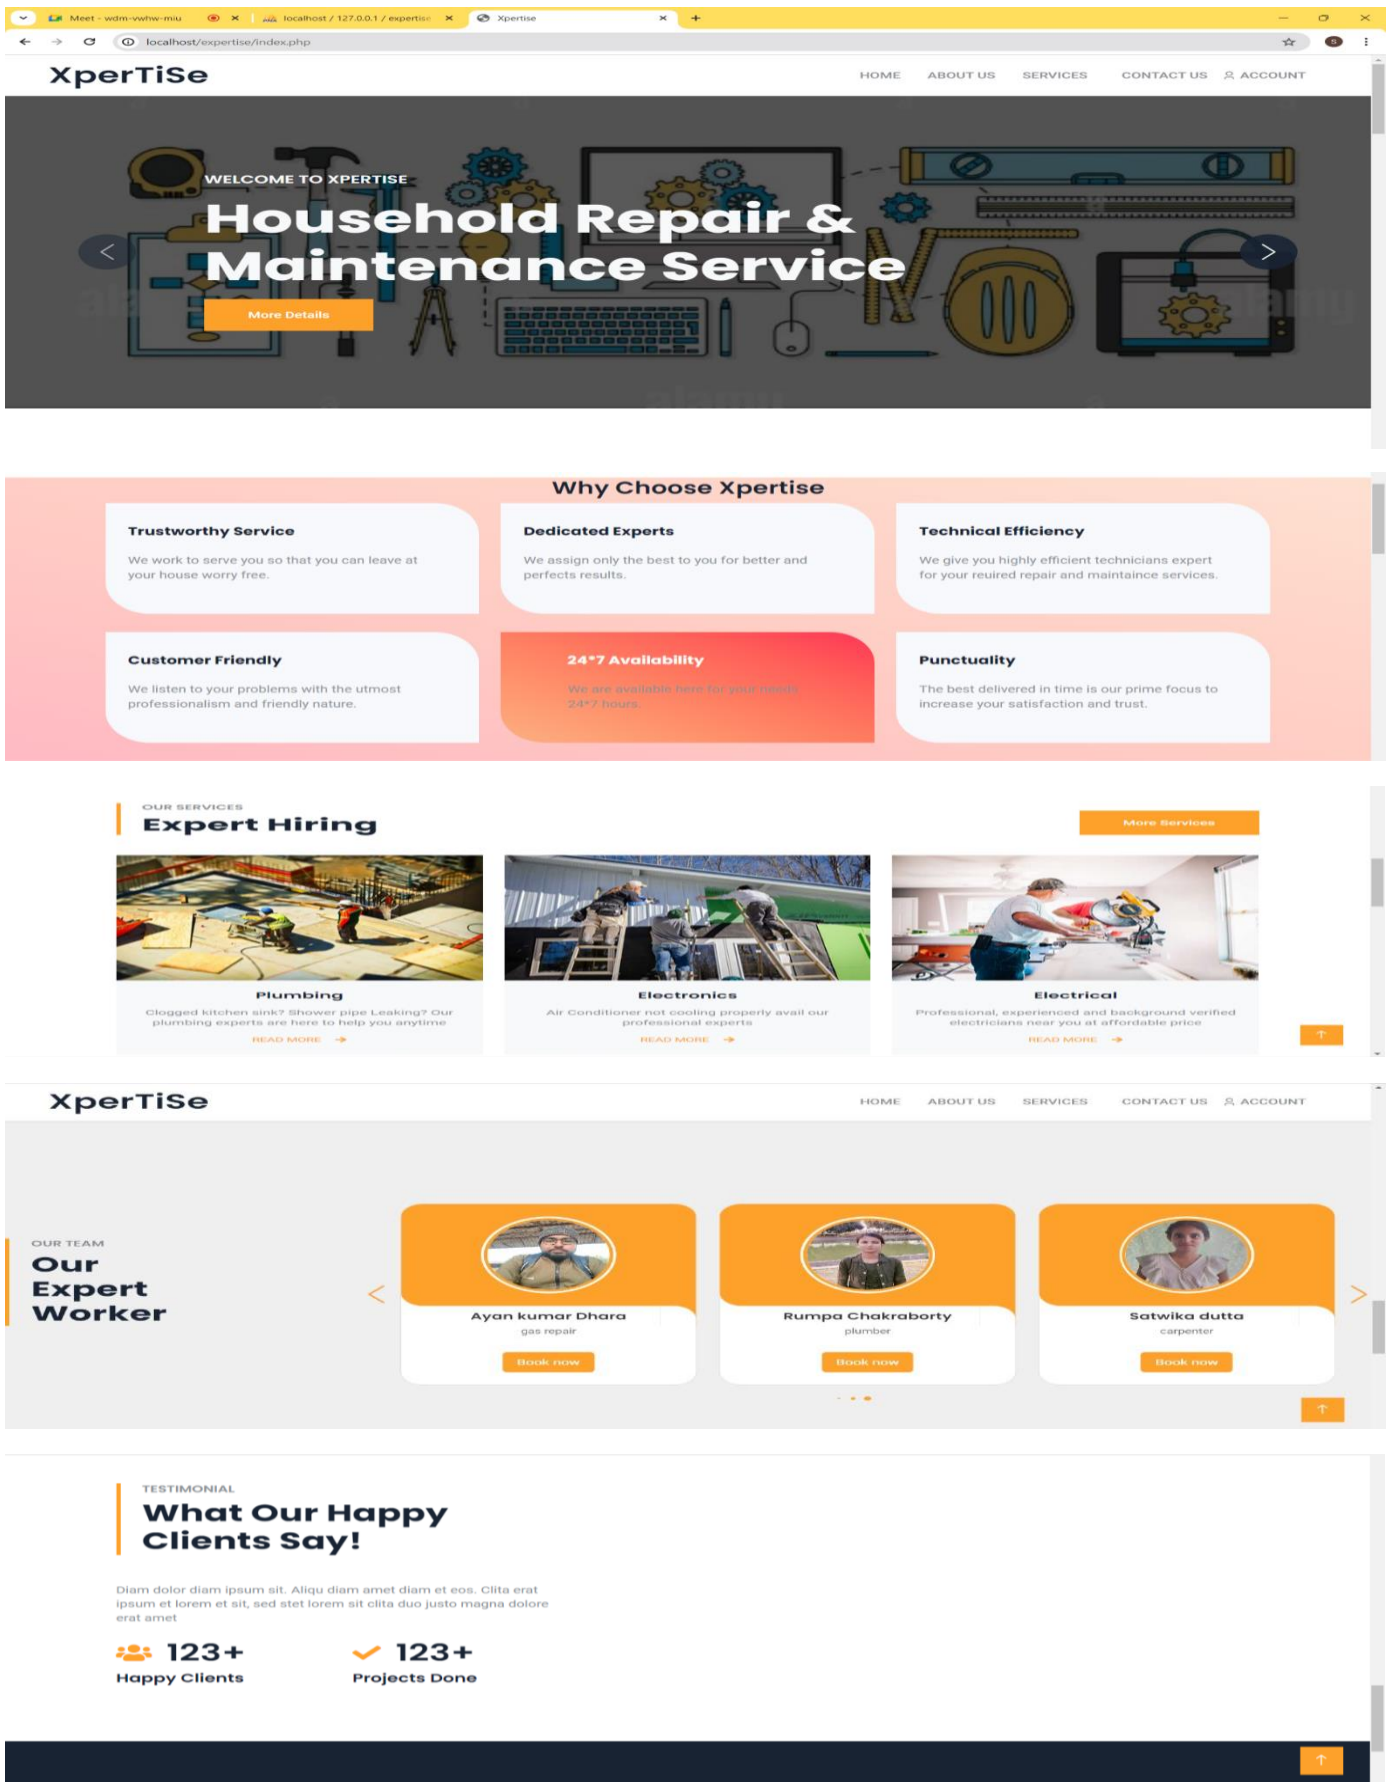 Meet - wdm-vwhw-miu
localhost / 127.0.0.1 / expertise
Xpertise
localhost/expertise/index.php
S
XperTiSe
HOME ABOUT US SERVICES CONTACT US ACCOUNT
WELCOME TO XPERTISE
Household Repair &
Maintenance Service
More Details
alamy
alamy
Why Choose Xpertise
Trustworthy Service
We work to serve you so that you can leave at
your house worry free.
Dedicated Experts
We assign only the best to you for better and
perfects results.
Technical Efficiency
We give you highly efficient technicians expert
for your reuired repair and maintaince services.
Customer Friendly
We listen to your problems with the utmost
professionalism and friendly nature.
24*7 Availability
We are available here for your needs
24*7 hours.
Punctuality
The best delivered in time is our prime focus to
increase your satisfaction and trust.
OUR SERVICES
Expert Hiring
More Services
Plumbing
Clogged kitchen sink? Shower pipe Leaking? Our
plumbing experts are here to help you anytime
READ MORE
Electronics
Air Conditioner not cooling properly avail our
professional experts
READ MORE
Electrical
Professional, experienced and background verified
electricians near you at affordable price
READ MORE
XperTiSe
HOME ABOUT US SERVICES CONTACT US ACCOUNT
OUR TEAM
Our
Expert
Worker
Ayan kumar Dhara
gas repair
Book now
Rumpa Chakraborty
plumber
Book now
Satwika dutta
carpenter
Book now
TESTIMONIAL
What Our Happy
Clients Say!
Diam dolor diam ipsum sit. Aliqu diam amet diam et eos. Clita erat
ipsum et lorem et sit, sed stet lorem sit clita duo justo magna dolore
erat amet
123+
Happy Clients
123+
Projects Done